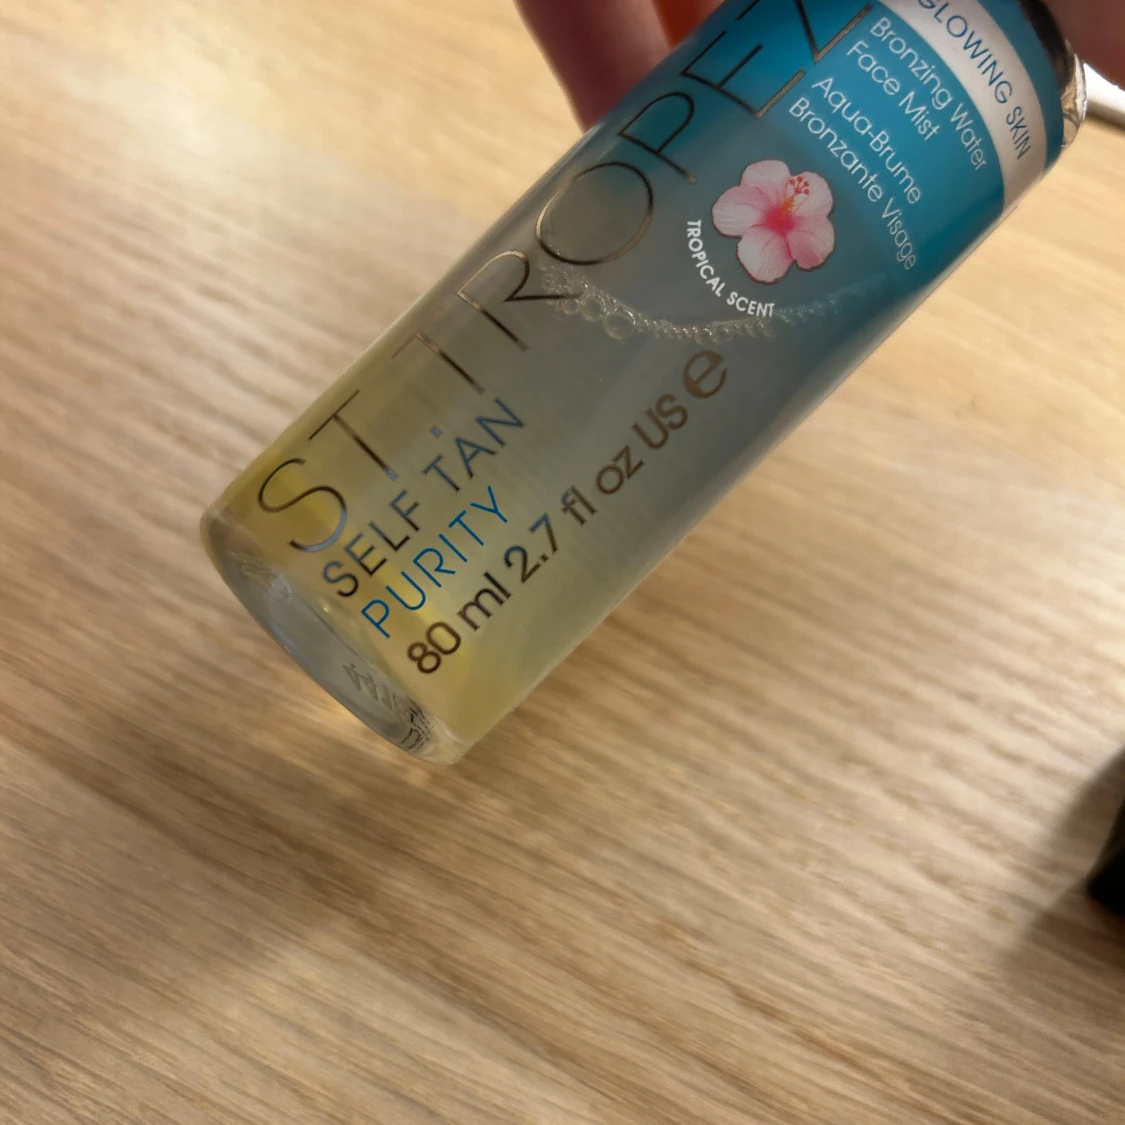 GLOWING SKIN
Bronzing Water
Face Mist
Aqua-Brume
Bronzante Visage
TROPICAL SCENT
ST TROPEZ
SELF TAN
PURITY
80 ml 2.7 fl oz US e